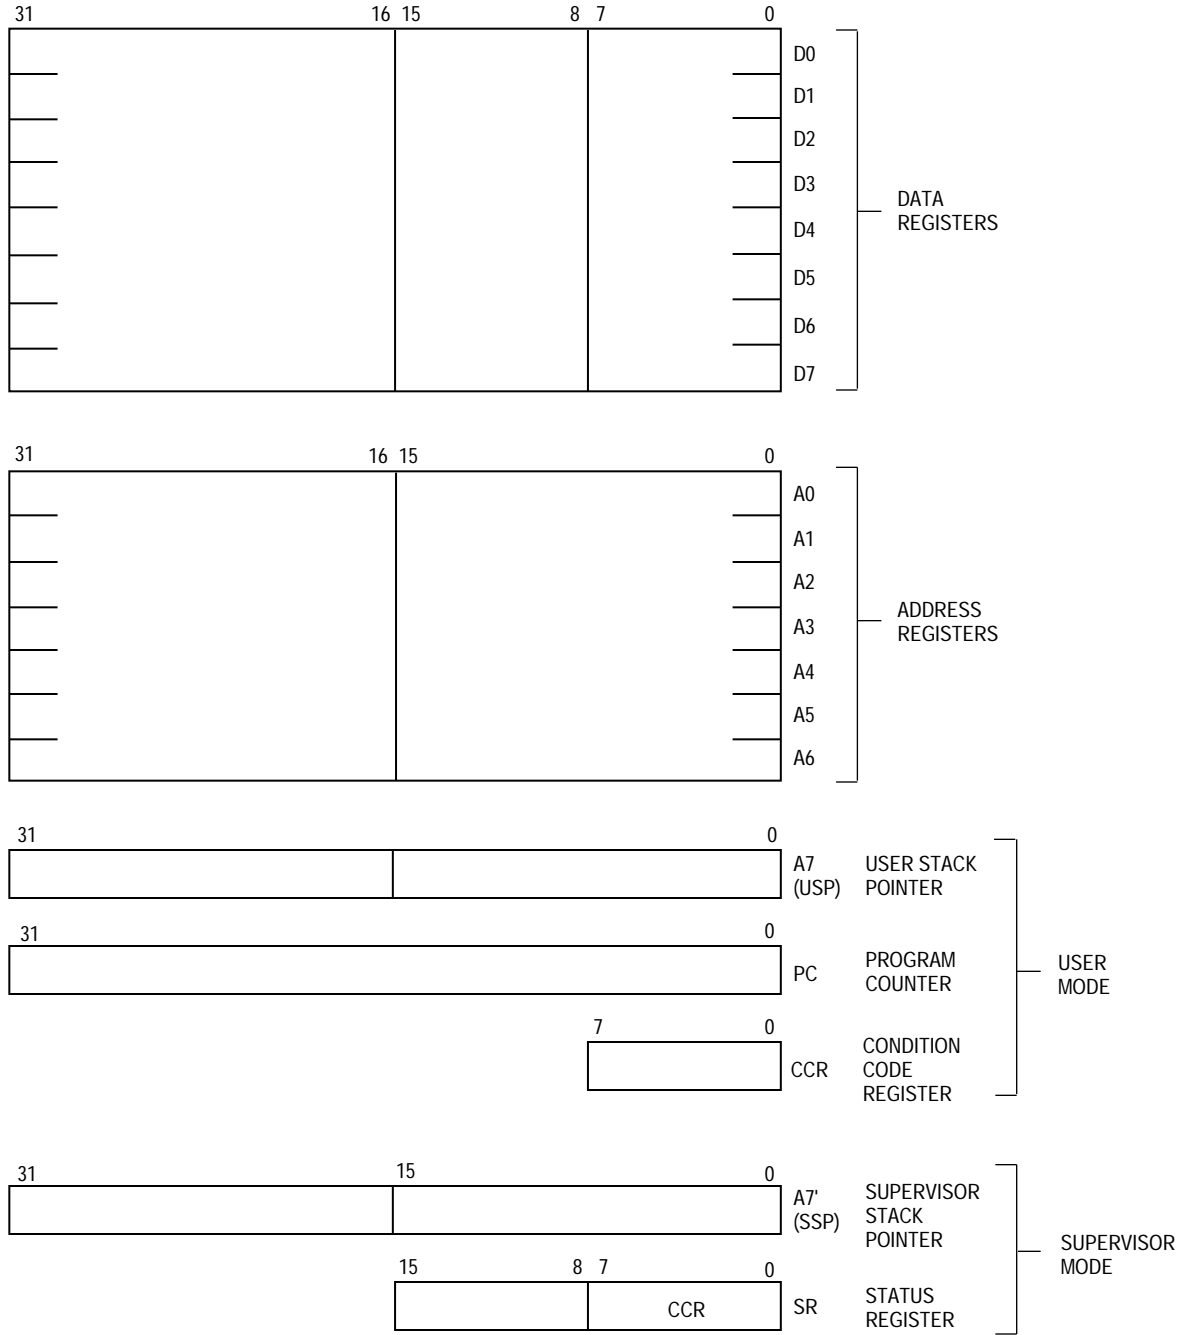 31 16 15 8 7 0
D0
D1
D2
D3
DATA
REGISTERS
D4
D5
D6
D7
31 16 15 0
A0
A1
A2
ADDRESS
REGISTERS
A3
A4
A5
A6
31 0
A7
(USP)
USER STACK
POINTER
31 0
PC
PROGRAM
COUNTER
USER
MODE
7 0
CCR
CONDITION
CODE
REGISTER
31 15 0
A7'
(SSP)
SUPERVISOR
STACK
POINTER
SUPERVISOR
MODE
15 8 7 0
CCR
SR
STATUS
REGISTER